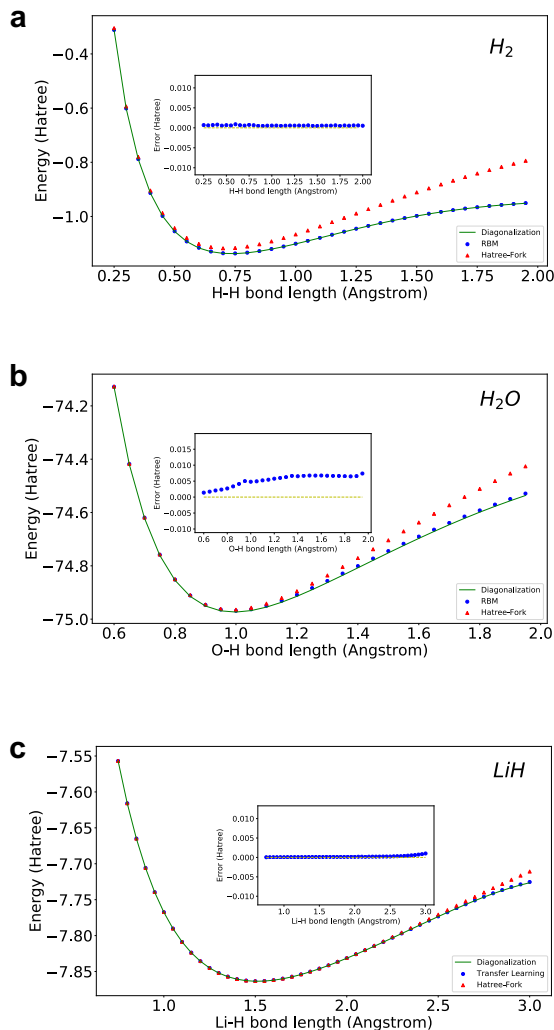 a
H2
−0.4
−0.6
−0.8
−1.0
Energy (Hatree)
0.010
0.005
0.000
−0.005
−0.010
Error (Hatree)
0.25 0.50 0.75 1.00 1.25 1.50 1.75 2.00
H-H bond length (Angstrom)
Diagonalization
RBM
Hatree-Fork
0.25 0.50 0.75 1.00 1.25 1.50 1.75 2.00
H-H bond length (Angstrom)
b
H2O
−74.2
−74.4
−74.6
−74.8
−75.0
Energy (Hatree)
0.015
0.010
0.005
0.000
−0.005
−0.010
Error (Hatree)
0.6 0.8 1.0 1.2 1.4 1.6 1.8 2.0
O-H bond length (Angstrom)
Diagonalization
RBM
Hatree-Fork
0.6 0.8 1.0 1.2 1.4 1.6 1.8 2.0
O-H bond length (Angstrom)
c
LiH
−7.55
−7.60
−7.65
−7.70
−7.75
−7.80
−7.85
Energy (Hatree)
0.010
0.005
0.000
−0.005
−0.010
Error (Hatree)
1.0 1.5 2.0 2.5 3.0
Li-H bond length (Angstrom)
Diagonalization
Transfer Learning
Hatree-Fork
1.0 1.5 2.0 2.5 3.0
Li-H bond length (Angstrom)